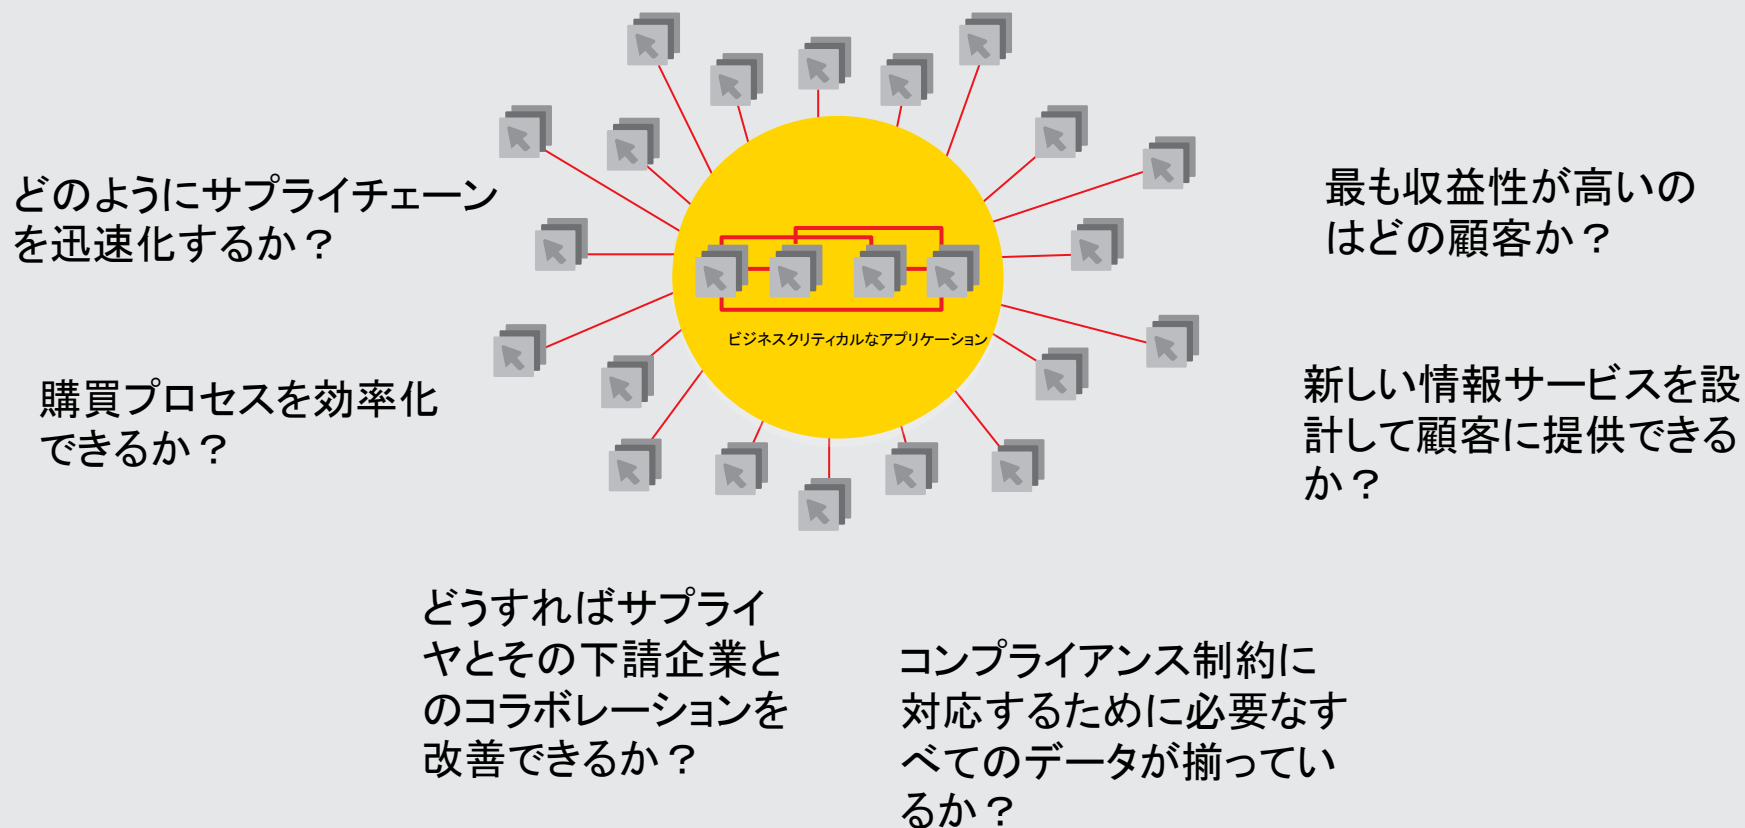 どのようにサプライチェーン
を迅速化するか？
最も収益性が高いの
はどの顧客か？
ビジネスクリティカルなアプリケーション
購買プロセスを効率化
できるか？
新しい情報サービスを設
計して顧客に提供できる
か？
どうすればサプライ
ヤとその下請企業と
のコラボレーションを
改善できるか？
コンプライアンス制約に
対応するために必要なす
べてのデータが揃ってい
るか？